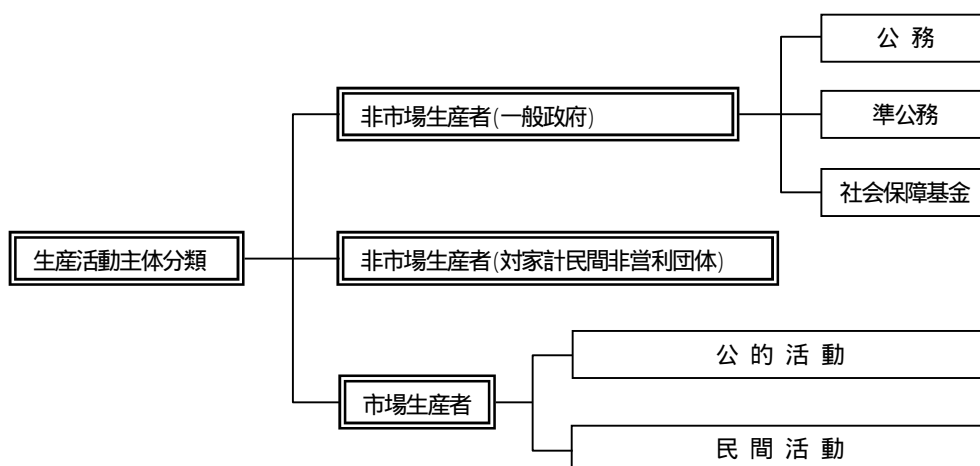 公務
非市場生産者(一般政府)
準公務
社会保障基金
生産活動主体分類
非市場生産者(対家計民間非営利団体)
公的活動
市場生産者
民間活動